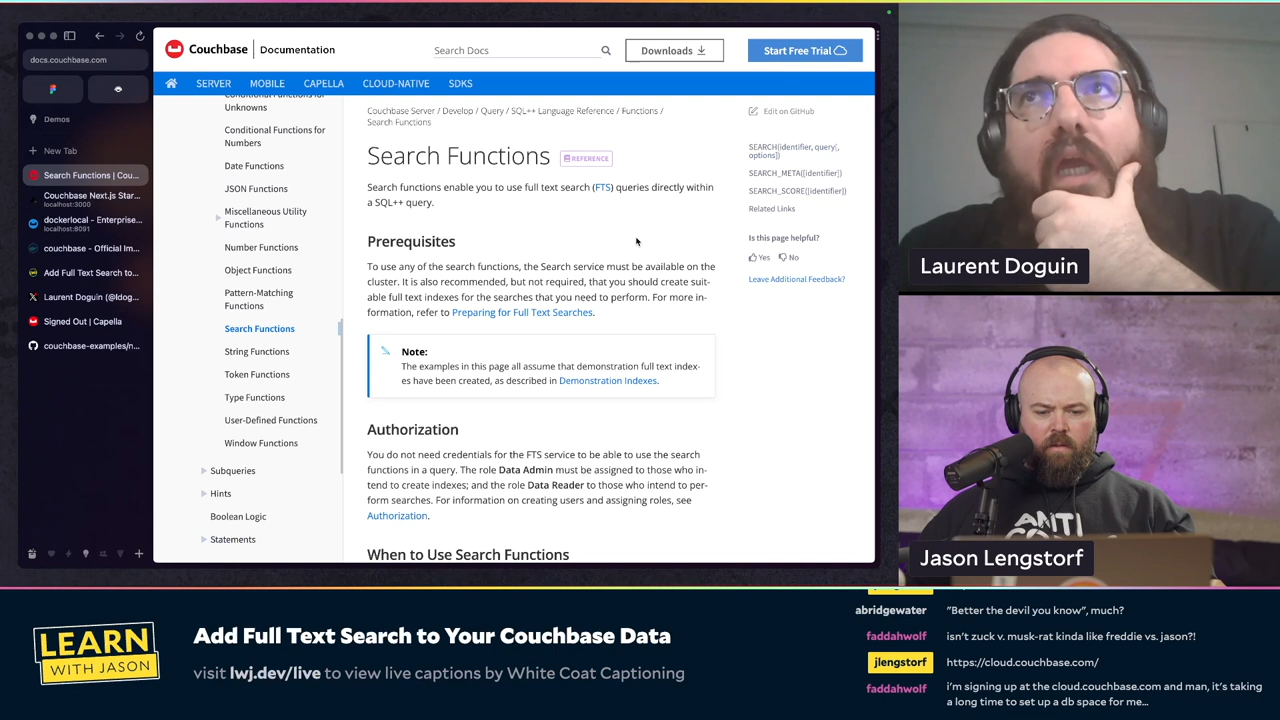 docs.couchbase.com
Demos
New Tab
Search Functions | Cou...
Couchbase Next.js Star...
localhost:3000
dockerlocal - Enterprise...
localhost:8091
couchbase - Official Im...
Add Full Text Search to...
Laurent Doguin (@ldog...
Signed Out | Capella
couchbase-examples/n...
Couchbase
Documentation
Search Docs
Downloads
Start Free Trial
SERVER
MOBILE
CAPELLA
CLOUD-NATIVE
SDKS
Conditional Functions for
Unknowns
Conditional Functions for
Numbers
Date Functions
JSON Functions
Miscellaneous Utility
Functions
Number Functions
Object Functions
Pattern-Matching
Functions
Search Functions
String Functions
Token Functions
Type Functions
User-Defined Functions
Window Functions
Subqueries
Hints
Boolean Logic
Statements
Couchbase Server / Develop / Query / SQL++ Language Reference / Functions /
Search Functions
Search Functions
REFERENCE
Search functions enable you to use full text search (FTS) queries directly within
a SQL++ query.
Prerequisites
To use any of the search functions, the Search service must be available on the
cluster. It is also recommended, but not required, that you should create suit-
able full text indexes for the searches that you need to perform. For more in-
formation, refer to Preparing for Full Text Searches.
Note:
The examples in this page all assume that demonstration full text index-
es have been created, as described in Demonstration Indexes.
Authorization
You do not need credentials for the FTS service to be able to use the search
functions in a query. The role Data Admin must be assigned to those who in-
tend to create indexes; and the role Data Reader to those who intend to per-
form searches. For information on creating users and assigning roles, see
Authorization.
When to Use Search Functions
Edit on GitHub
SEARCH(identifier, query[,
options])
SEARCH_META([identifier])
SEARCH_SCORE([identifier])
Related Links
Is this page helpful?
Yes
No
Leave Additional Feedback?
Laurent Doguin
ANTI
Jason Lengstorf
LEARN
WITH JASON
Add Full Text Search to Your Couchbase Data
visit lwj.dev/live to view live captions by White Coat Captioning
abridgewater "Better the devil you know", much?
faddahwolf isn't zuck v. musk-rat kinda like freddie vs. jason?!
jlengstorf https://cloud.couchbase.com/
faddahwolf i'm signing up at the cloud.couchbase.com and man, it's taking
a long time to set up a db space for me...